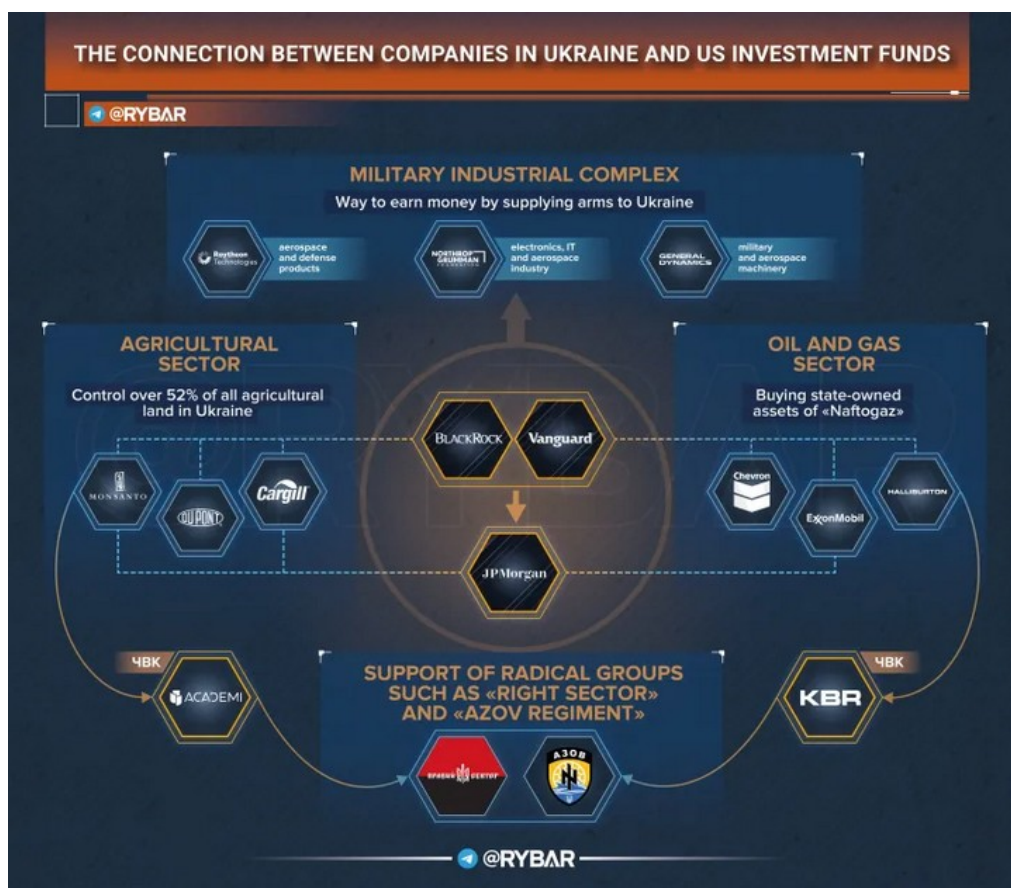 THE CONNECTION BETWEEN COMPANIES IN UKRAINE AND US INVESTMENT FUNDS
@RYBAR
MILITARY INDUSTRIAL COMPLEX
Way to earn money by supplying arms to Ukraine
Raytheon
Technologies
aerospace
and defense
products
NORTHROP
GRUMMAN
electronics, IT
and aerospace
industry
GENERAL
DYNAMICS
military
and aerospace
machinery
AGRICULTURAL
SECTOR
Control over 52% of all agricultural
land in Ukraine
MONSANTO
DUPONT
Cargill
BLACKROCK
Vanguard
JPMorgan
OIL AND GAS
SECTOR
Buying state-owned
assets of «Naftogaz»
Chevron
ExxonMobil
HALLIBURTON
ЧВК
ACADEMI
SUPPORT OF RADICAL GROUPS
SUCH AS «RIGHT SECTOR»
AND «AZOV REGIMENT»
ПРАВИЙ СЕКТОР
АЗОВ
ЧВК
KBR
@RYBAR